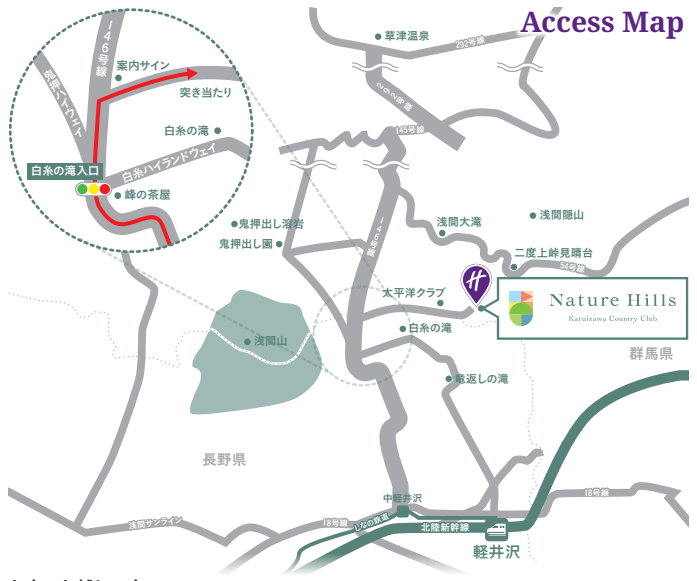 Access Map
146号線
鬼押ハイウェイ
案内サイン
突き当たり
白糸の滝
白糸ハイランドウェイ
白糸の滝入口
峰の茶屋
草津温泉
292号線
292号線
145号線
146号線
鬼押出し溶岩
鬼押出し園
浅間大滝
浅間隠山
二度上峠見晴台
54号線
太平洋クラブ
H
Nature Hills
Karuizawa Country Club
白糸の滝
群馬県
浅間山
竜返しの滝
長野県
中軽井沢
18号線
18号線
浅間サンライン
しなの鉄道
北陸新幹線
軽井沢